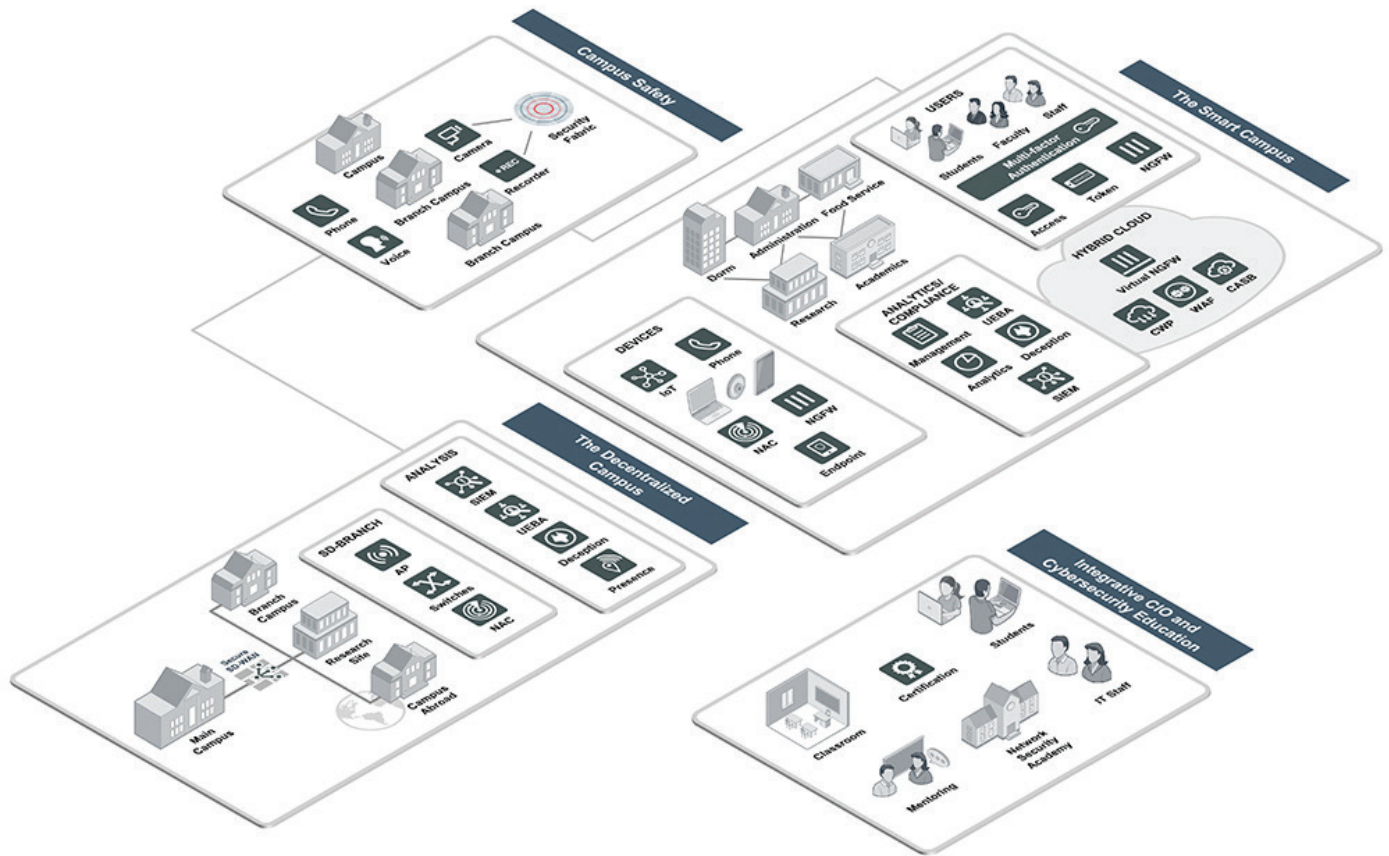 Campus Safety
Campus
Camera
Security
Fabric
Branch Campus
Recorder
REC
Phone
Voice
Branch Campus
The Smart Campus
USERS
Students
Faculty
Staff
Multi-factor
Authentication
Access
Token
NGFW
Food Service
Administration
Dorm
Academics
Research
HYBRID CLOUD
Virtual NGFW
CWP
WAF
CASB
ANALYTICS/
COMPLIANCE
UEBA
Management
Deception
Analytics
SIEM
DEVICES
Phone
IoT
NGFW
NAC
Endpoint
The Decentralized
Campus
ANALYSIS
SIEM
UEBA
Deception
Presence
SD-BRANCH
AP
Switches
NAC
Branch
Campus
Research
Site
Secure
SD-WAN
Campus
Abroad
Main
Campus
Integrative CIO and
Cybersecurity Education
Students
Certification
IT Staff
Classroom
Network
Security
Academy
Mentoring